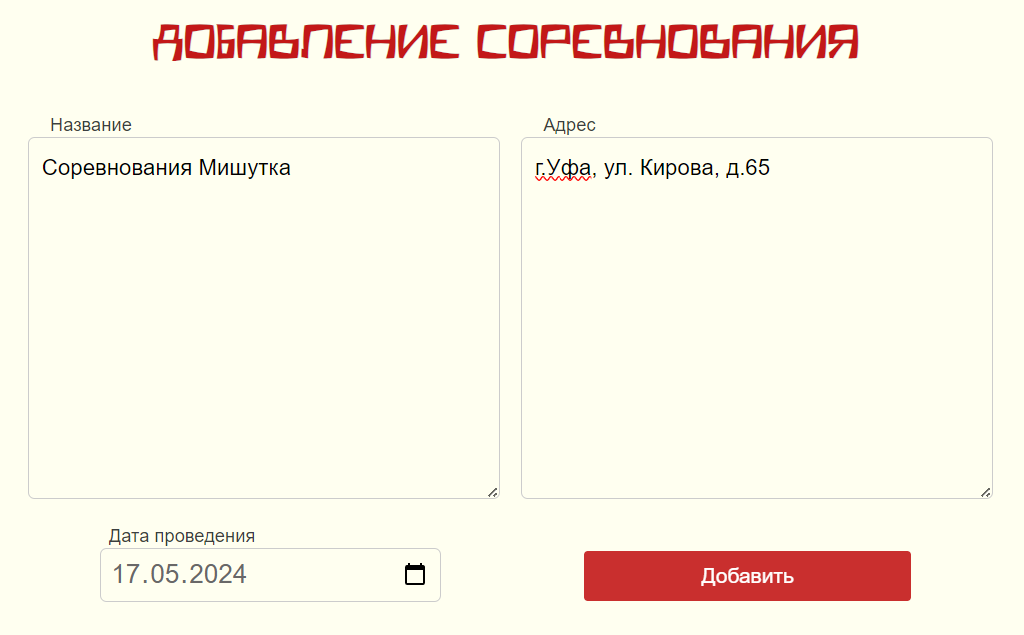 ДОБАВЛЕНИЕ СОРЕВНОВАНИЯ
Название
Соревнования Мишутка
Адрес
г.Уфа, ул. Кирова, д.65
Дата проведения
17.05.2024
Добавить